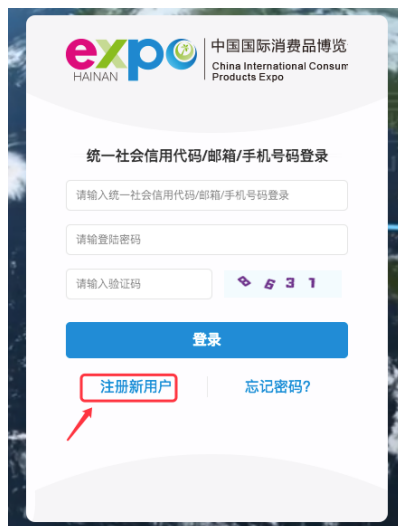 expo
HAINAN
中国国际消费品博览
China International Consum
Products Expo
统一社会信用代码/邮箱/手机号码登录
请输入统一社会信用代码/邮箱/手机号码登录
请输登陆密码
请输入验证码
8631
登录
注册新用户
忘记密码?